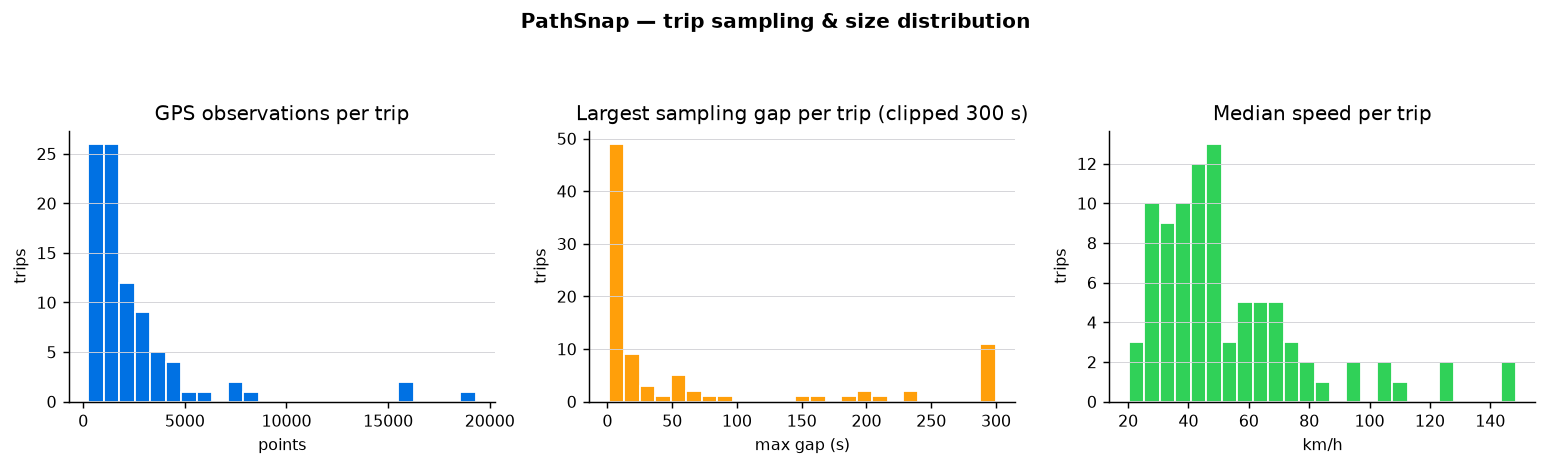 PathSnap — trip sampling & size distribution
GPS observations per trip
25
20
15
10
5
0
trips
0 5000 10000 15000 20000
points
Largest sampling gap per trip (clipped 300 s)
50
40
30
20
10
0
trips
0 50 100 150 200 250 300
max gap (s)
Median speed per trip
12
10
8
6
4
2
0
trips
20 40 60 80 100 120 140
km/h